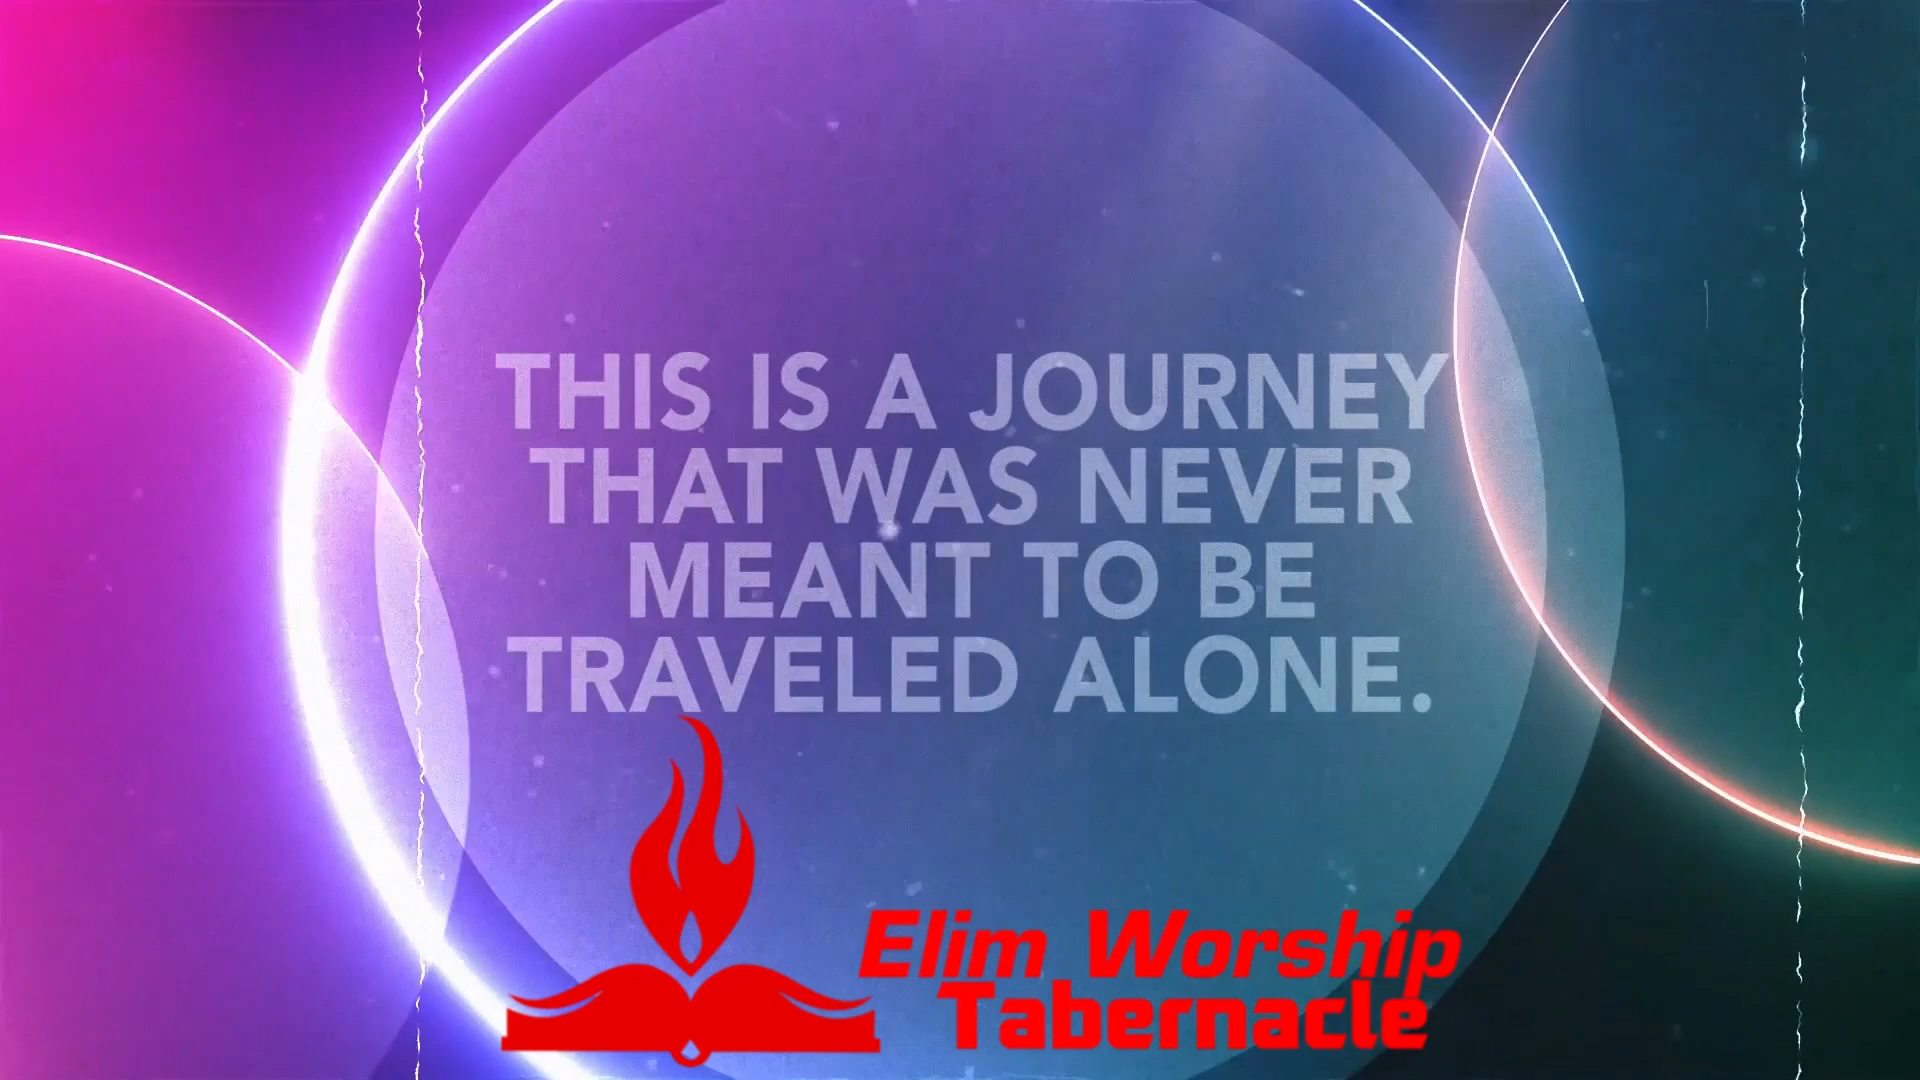 THIS IS A JOURNEY
THAT WAS NEVER
MEANT TO BE
TRAVELED ALONE.
Elim Worship
Tabernacle